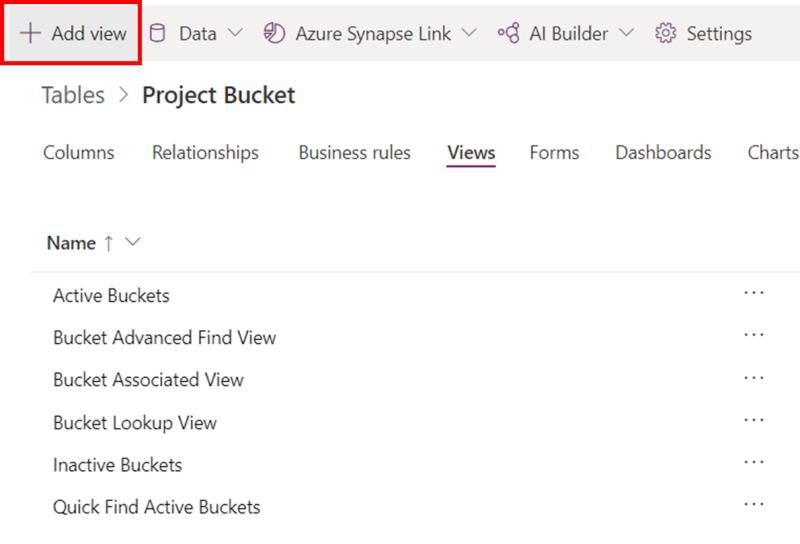 Add view Data Azure Synapse Link AI Builder Settings
Tables > Project Bucket
Columns Relationships Business rules Views Forms Dashboards Charts
Name ↑
Active Buckets ...
Bucket Advanced Find View ...
Bucket Associated View ...
Bucket Lookup View ...
Inactive Buckets ...
Quick Find Active Buckets ...